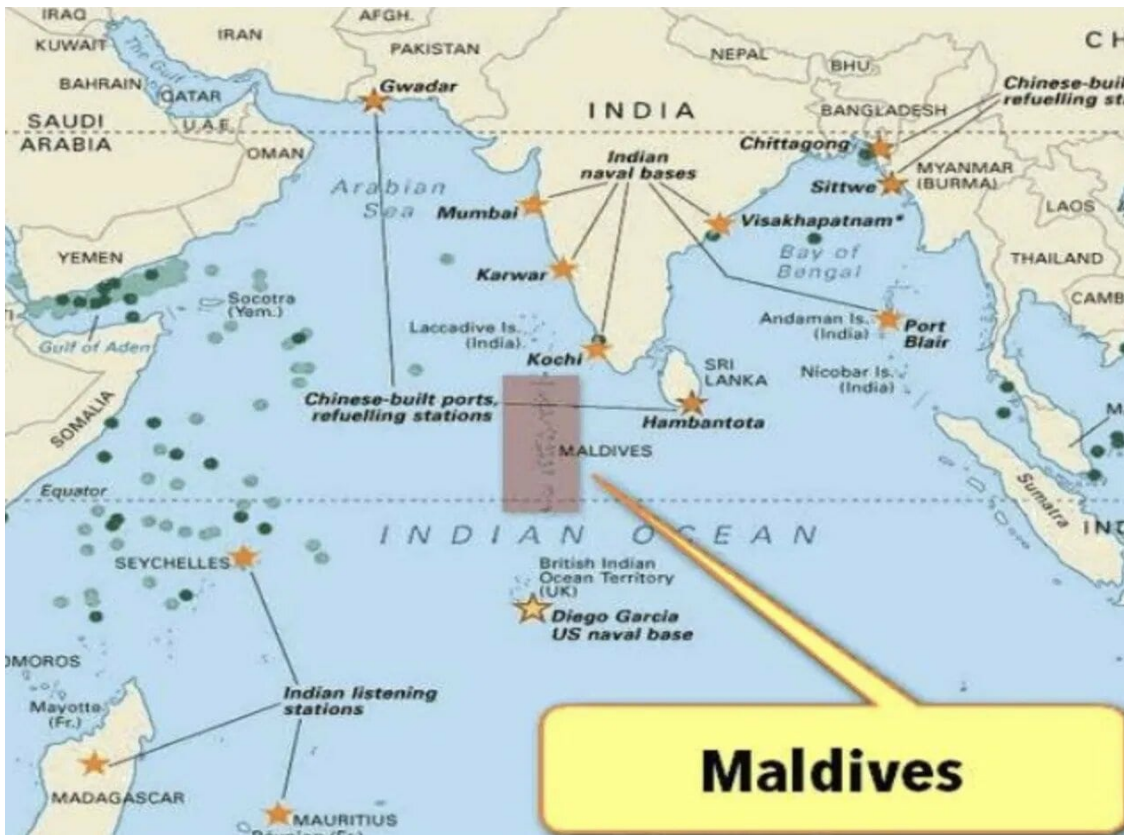 IRAQ
AFGH.
KUWAIT
IRAN
PAKISTAN
NEPAL
CH
The Gulf
BHU.
BAHRAIN
QATAR
Gwadar
Chinese-buil
refuelling st
SAUDI
ARABIA
U.A.E.
INDIA
BANGLADESH
OMAN
Chittagong
Indian
naval bases
MYANMAR
(BURMA)
Arabian
Sea
Sittwe
LAOS
Mumbai
Visakhapatnam*
YEMEN
Bay of
Bengal
THAILAND
Karwar
Socotra
(Yem.)
CAMB
Laccadive Is.
(India)
Andaman Is.
(India)
Port
Blair
Gulf of Aden
Kochi
SRI
LANKA
Nicobar Is.
(India)
Chinese-built ports,
refuelling stations
SOMALIA
Hambantota
M
MALDIVES
Equator
Sumatra
INDIAN OCEAN
IND
SEYCHELLES
British Indian
Ocean Territory
(UK)
Diego Garcia
US naval base
OMOROS
Indian listening
stations
Mayotte
(Fr.)
Maldives
MADAGASCAR
MAURITIUS
Réunion (Fr.)